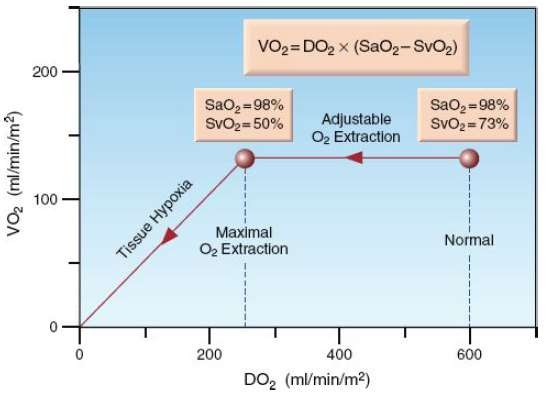 VO₂ = DO₂ × (SaO₂ – SvO₂)
200
SaO₂ = 98%
SvO₂ = 50%
Adjustable
O₂ Extraction
SaO₂ = 98%
SvO₂ = 73%
VO₂ (ml/min/m²)
100
Tissue Hypoxia
Maximal
O₂ Extraction
Normal
0
0
200
400
600
DO₂ (ml/min/m²)